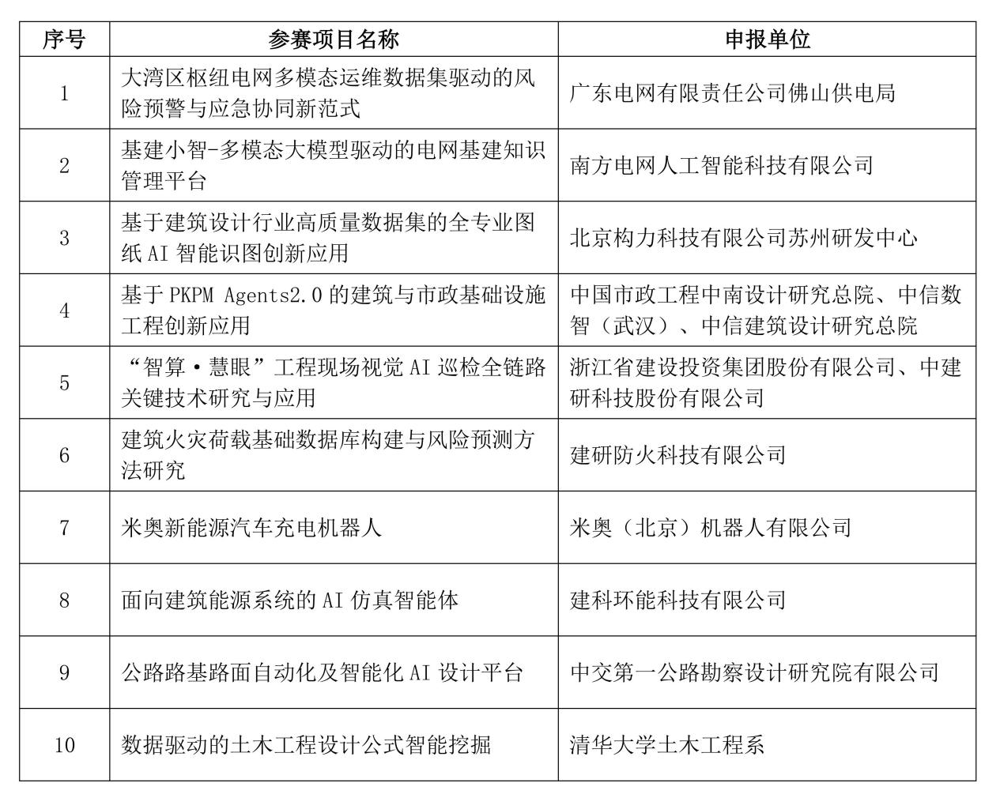 序号 参赛项目名称 申报单位
1 大湾区枢纽电网多模态运维数据集驱动的风
险预警与应急协同新范式 广东电网有限责任公司佛山供电局
2 基建小智-多模态大模型驱动的电网基建知识
管理平台 南方电网人工智能科技有限公司
3 基于建筑设计行业高质量数据集的全专业图
纸 AI 智能识图创新应用 北京构力科技有限公司苏州研发中心
4 基于 PKPM Agents2.0 的建筑与市政基础设施
工程创新应用 中国市政工程中南设计研究总院、中信数
智（武汉）、中信建筑设计研究总院
5 “智算·慧眼”工程现场视觉 AI 巡检全链路
关键技术研究与应用 浙江省建设投资集团股份有限公司、中建
研科技股份有限公司
6 建筑火灾荷载基础数据库构建与风险预测方
法研究 建研防火科技有限公司
7 米奥新能源汽车充电机器人 米奥（北京）机器人有限公司
8 面向建筑能源系统的 AI 仿真智能体 建科环能科技有限公司
9 公路路基路面自动化及智能化 AI 设计平台 中交第一公路勘察设计研究院有限公司
10 数据驱动的土木工程设计公式智能挖掘 清华大学土木工程系